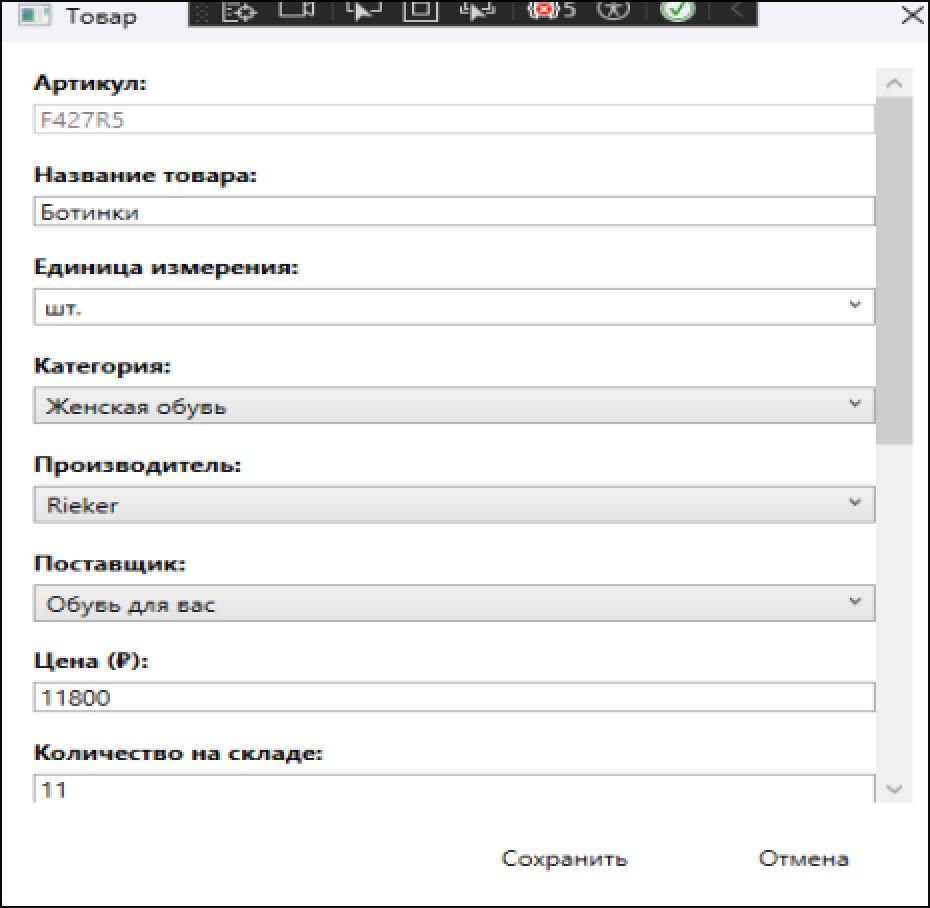 Товар
5
Артикул:
F427R5
Название товара:
Ботинки
Единица измерения:
шт.
Категория:
Женская обувь
Производитель:
Rieker
Поставщик:
Обувь для вас
Цена (₽):
11800
Количество на складе:
11
Сохранить Отмена